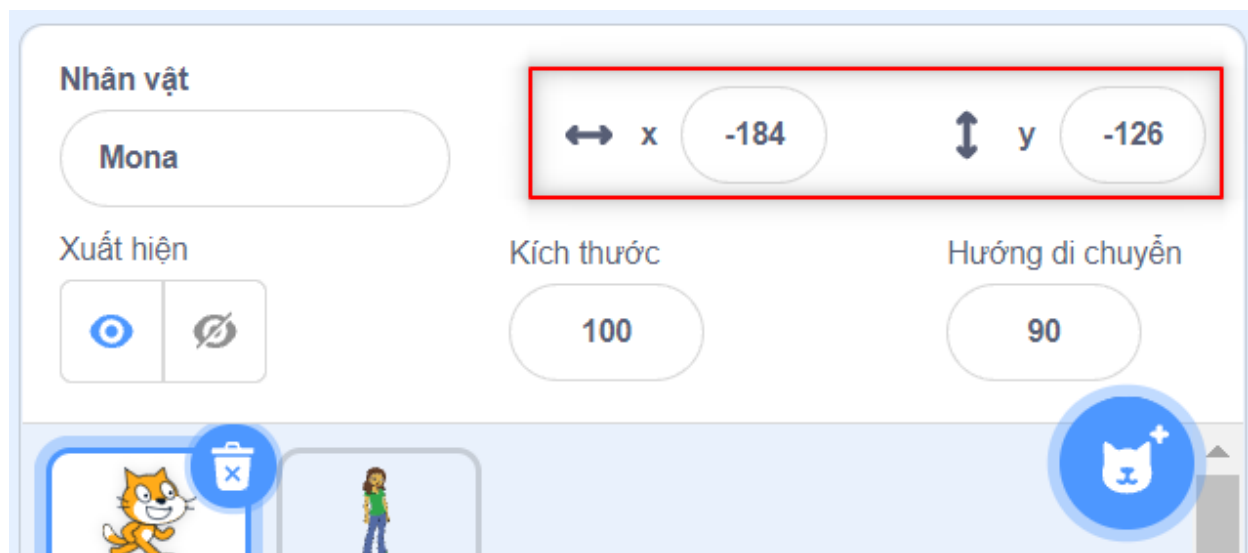 Nhân vật
Mona
x -184 y -126
Xuất hiện
Kích thước
Hướng di chuyển
100
90